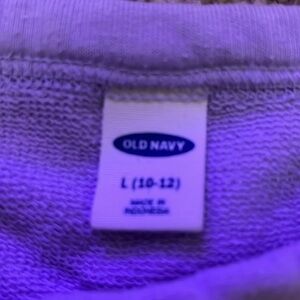 OLD NAVY
L (10-12)
MADE IN
INDONESIA